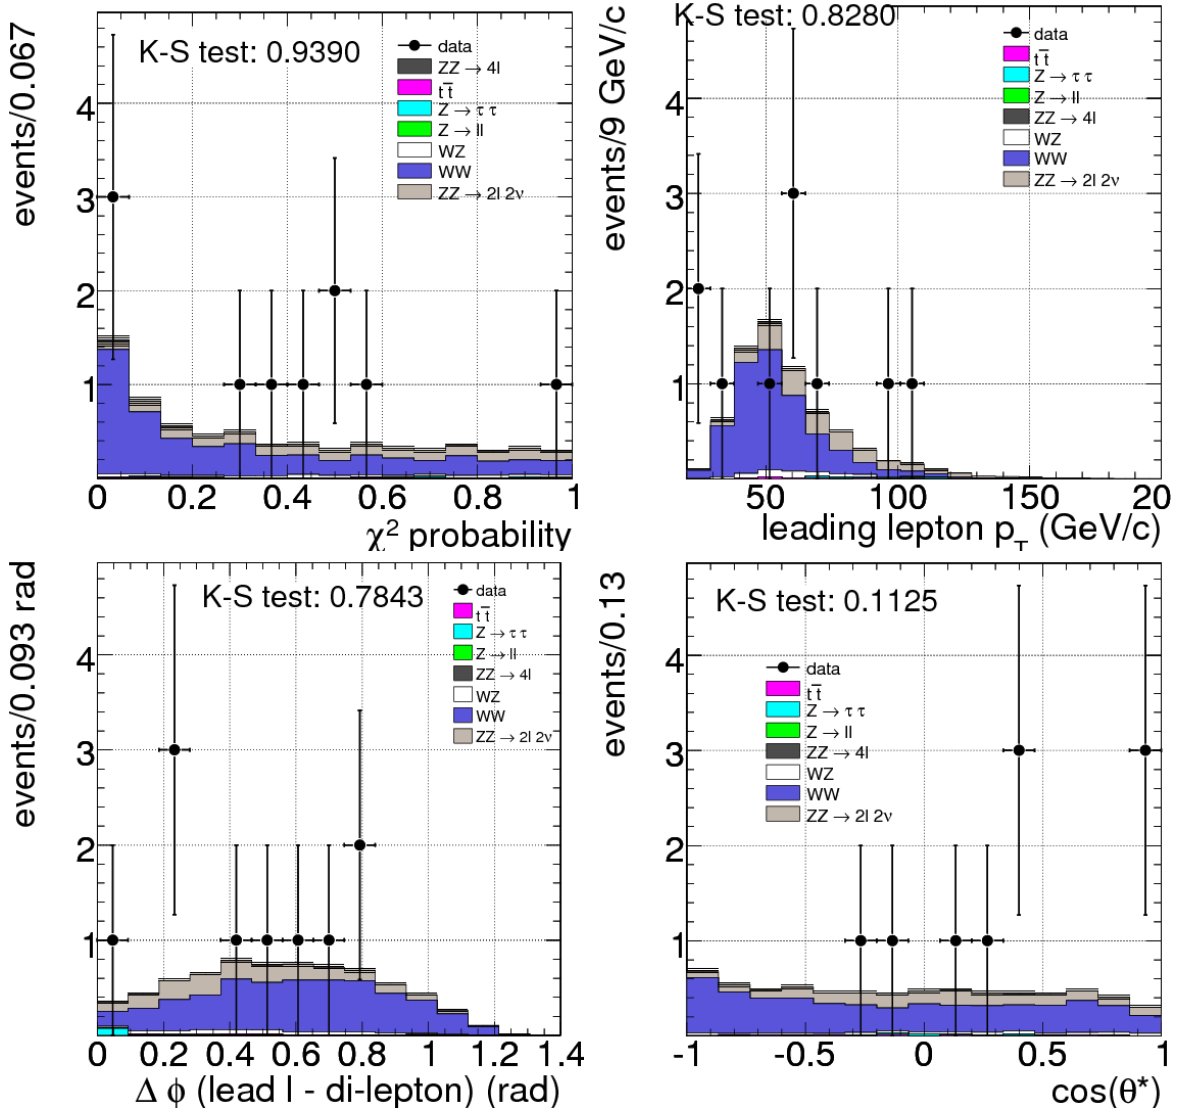 events/0.067
K-S test: 0.9390
data
ZZ → 4l
t t̅
Z → τ τ
Z → ll
WZ
WW
ZZ → 2l 2ν
4
3
2
1
0 0.2 0.4 0.6 0.8 1
χ² probability
events/9 GeV/c
K-S test: 0.8280
data
t t̅
Z → τ τ
Z → ll
ZZ → 4l
WZ
WW
ZZ → 2l 2ν
4
3
2
1
50 100 150 20
leading lepton p_T (GeV/c)
events/0.093 rad
K-S test: 0.7843
data
t t̅
Z → τ τ
Z → ll
ZZ → 4l
WZ
WW
ZZ → 2l 2ν
4
3
2
1
0 0.2 0.4 0.6 0.8 1 1.2 1.4
Δ ϕ (lead l - di-lepton) (rad)
events/0.13
K-S test: 0.1125
data
t t̅
Z → τ τ
Z → ll
ZZ → 4l
WZ
WW
ZZ → 2l 2ν
4
3
2
1
-1 -0.5 0 0.5 1
cos(θ*)